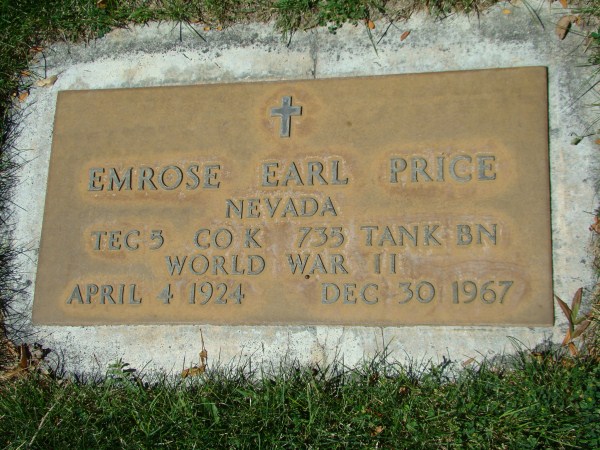 EMROSE EARL PRICE
NEVADA
TEC 5 CO K 735 TANK BN
WORLD WAR II
APRIL 4 1924 DEC 30 1967